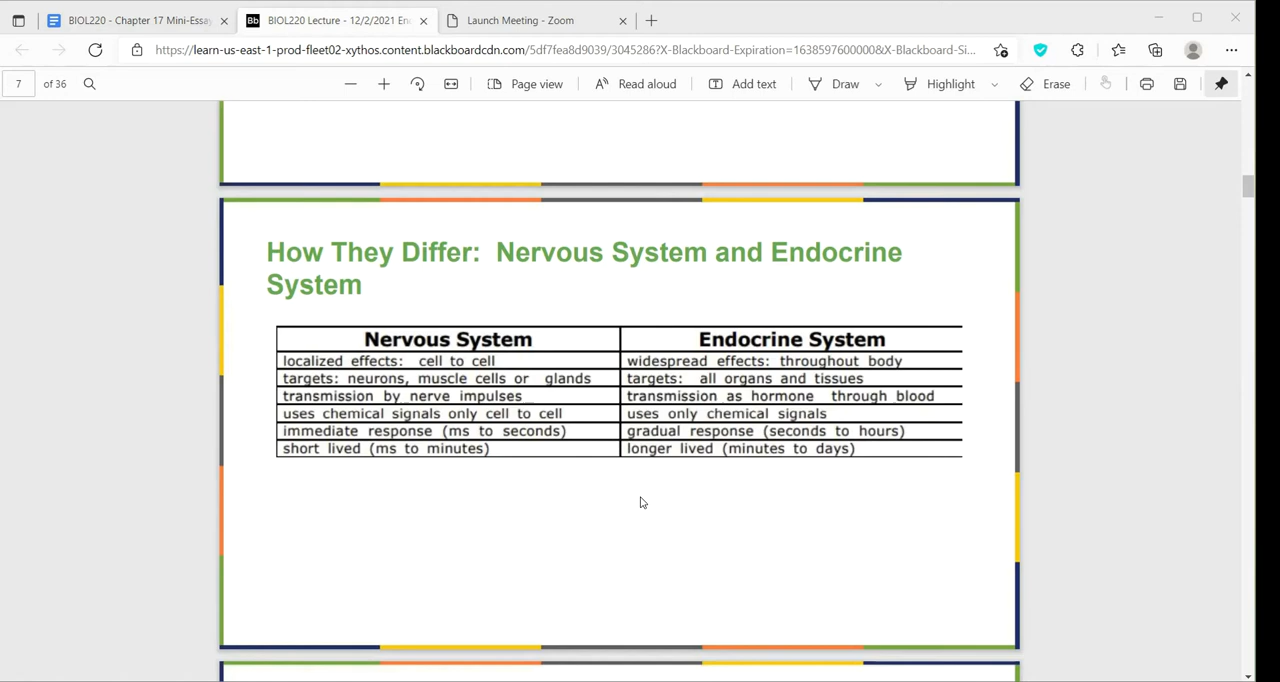 BIOL220 - Chapter 17 Mini-Essay
Bb BIOL220 Lecture - 12/2/2021 En
Launch Meeting - Zoom
https://learn-us-east-1-prod-fleet02-xythos.content.blackboardcdn.com/5df7fea8d9039/3045286?X-Blackboard-Expiration=1638597600000&X-Blackboard-Si...
7 of 36
Page view
Read aloud
Add text
Draw
Highlight
Erase
How They Differ: Nervous System and Endocrine
System
Nervous System Endocrine System
localized effects: cell to cell widespread effects: throughout body
targets: neurons, muscle cells or glands targets: all organs and tissues
transmission by nerve impulses transmission as hormone through blood
uses chemical signals only cell to cell uses only chemical signals
immediate response (ms to seconds) gradual response (seconds to hours)
short lived (ms to minutes) longer lived (minutes to days)